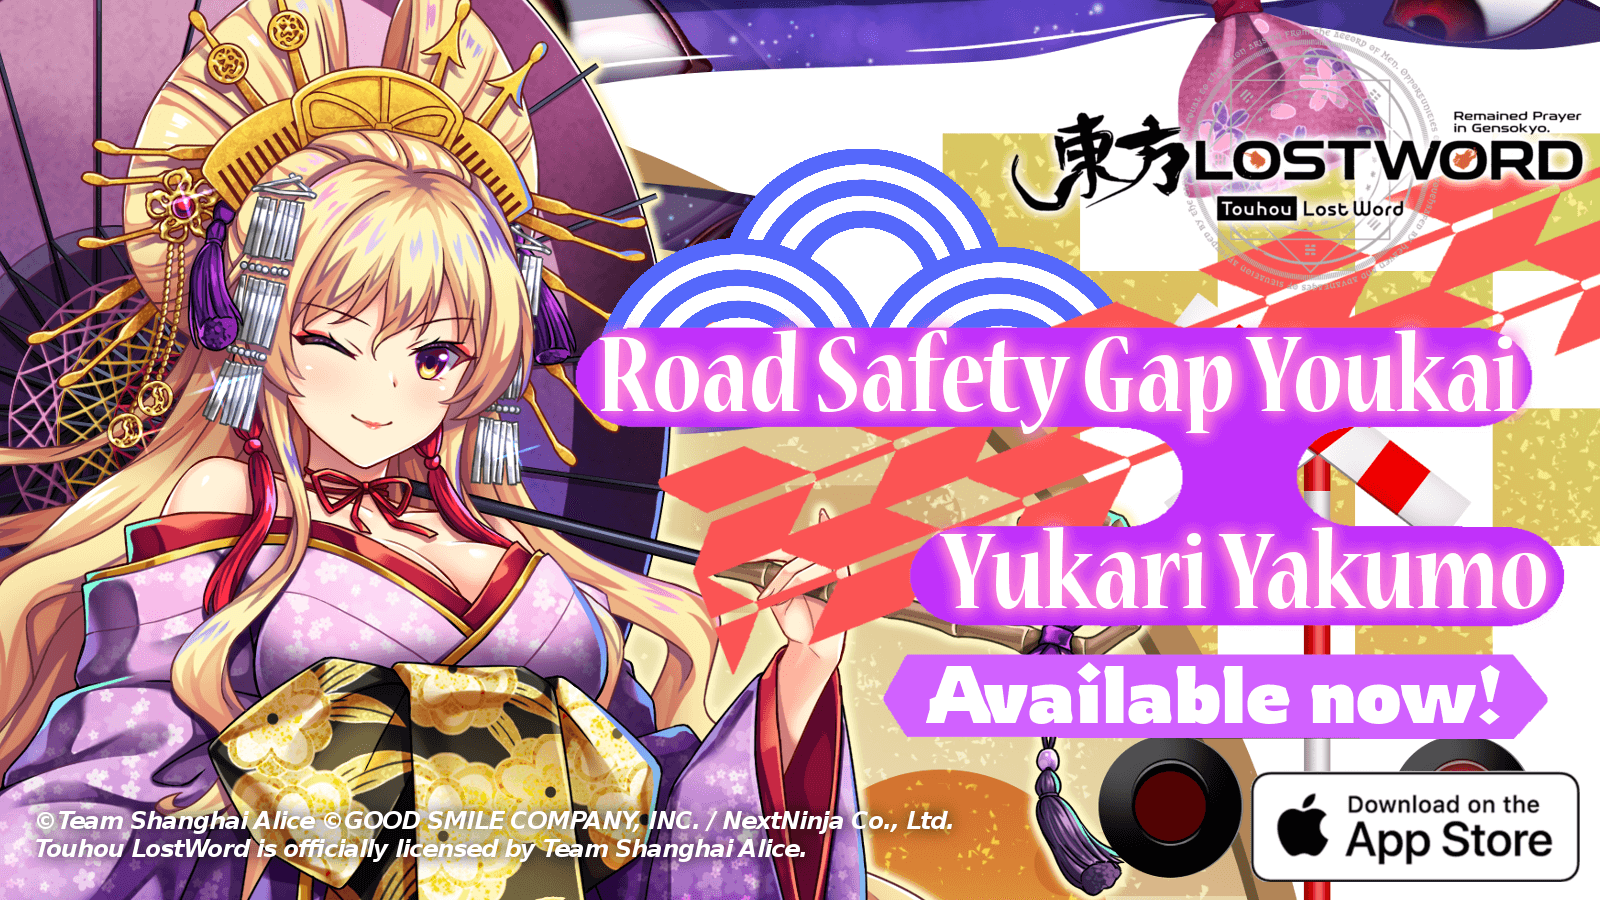 Remained Prayer
in Gensokyo.
東方LOSTWORD
Touhou Lost Word
Road Safety Gap Youkai
Yukari Yakumo
Available now!
©Team Shanghai Alice ©GOOD SMILE COMPANY, INC. / NextNinja Co., Ltd.
Touhou LostWord is officially licensed by Team Shanghai Alice.
Download on the
App Store